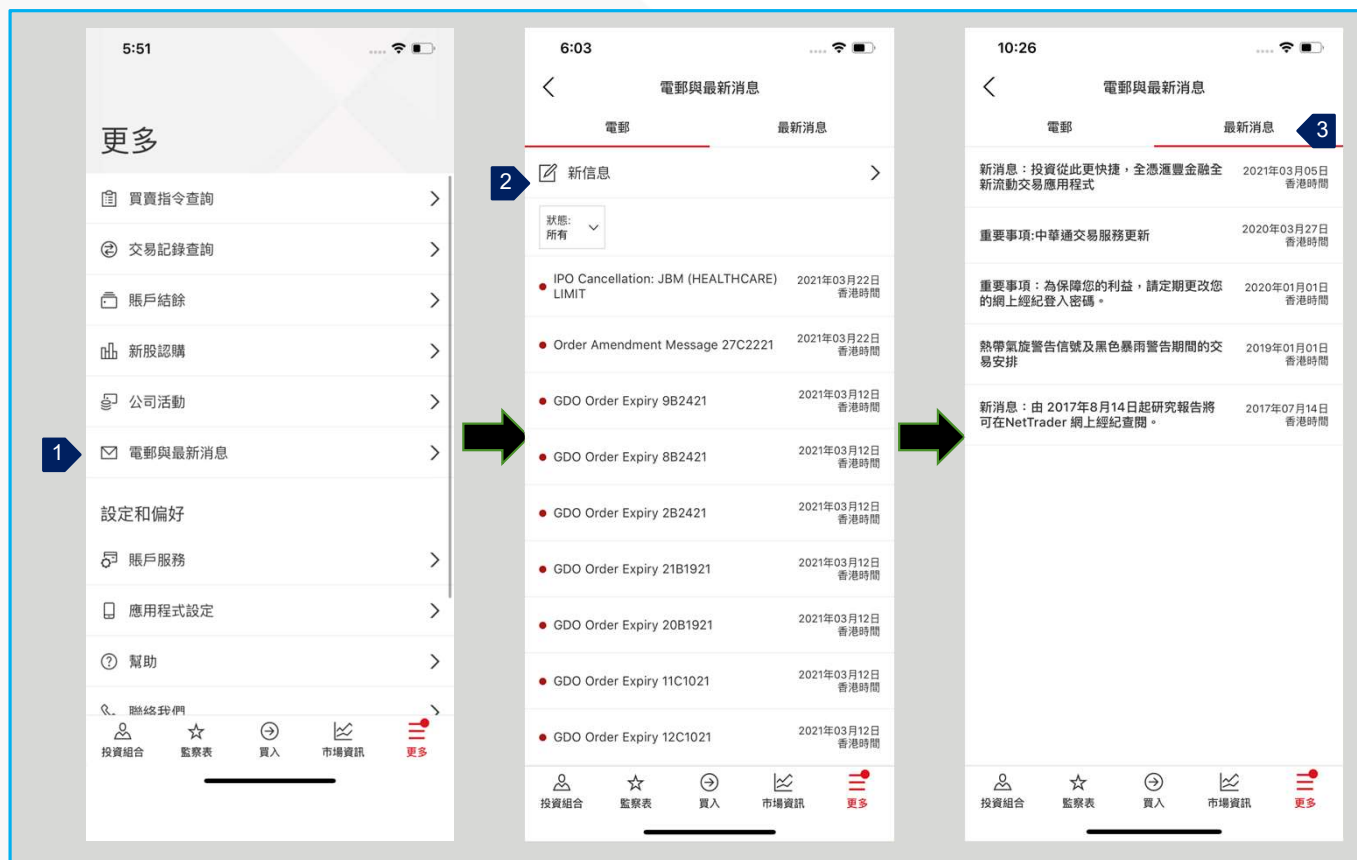 5:51
更多
買賣指令查詢
交易記錄查詢
賬戶結餘
新股認購
公司活動
1
電郵與最新消息
設定和偏好
賬戶服務
應用程式設定
幫助
聯絡我們
投資組合
監察表
買入
市場資訊
更多
6:03
電郵與最新消息
電郵
最新消息
2
新信息
狀態:
所有
IPO Cancellation: JBM (HEALTHCARE)
LIMIT
2021年03月22日
香港時間
Order Amendment Message 27C2221
2021年03月22日
香港時間
GDO Order Expiry 9B2421
2021年03月12日
香港時間
GDO Order Expiry 8B2421
2021年03月12日
香港時間
GDO Order Expiry 2B2421
2021年03月12日
香港時間
GDO Order Expiry 21B1921
2021年03月12日
香港時間
GDO Order Expiry 20B1921
2021年03月12日
香港時間
GDO Order Expiry 11C1021
2021年03月12日
香港時間
GDO Order Expiry 12C1021
2021年03月12日
香港時間
投資組合
監察表
買入
市場資訊
更多
10:26
電郵與最新消息
電郵
最新消息
3
新消息：投資從此更快捷，全憑滙豐金融全
新流動交易應用程式
2021年03月05日
香港時間
重要事項:中華通交易服務更新
2020年03月27日
香港時間
重要事項：為保障您的利益，請定期更改您
的網上經紀登入密碼。
2020年01月01日
香港時間
熱帶氣旋警告信號及黑色暴雨警告期間的交
易安排
2019年01月01日
香港時間
新消息：由 2017年8月14日起研究報告將
可在NetTrader 網上經紀查閱。
2017年07月14日
香港時間
投資組合
監察表
買入
市場資訊
更多